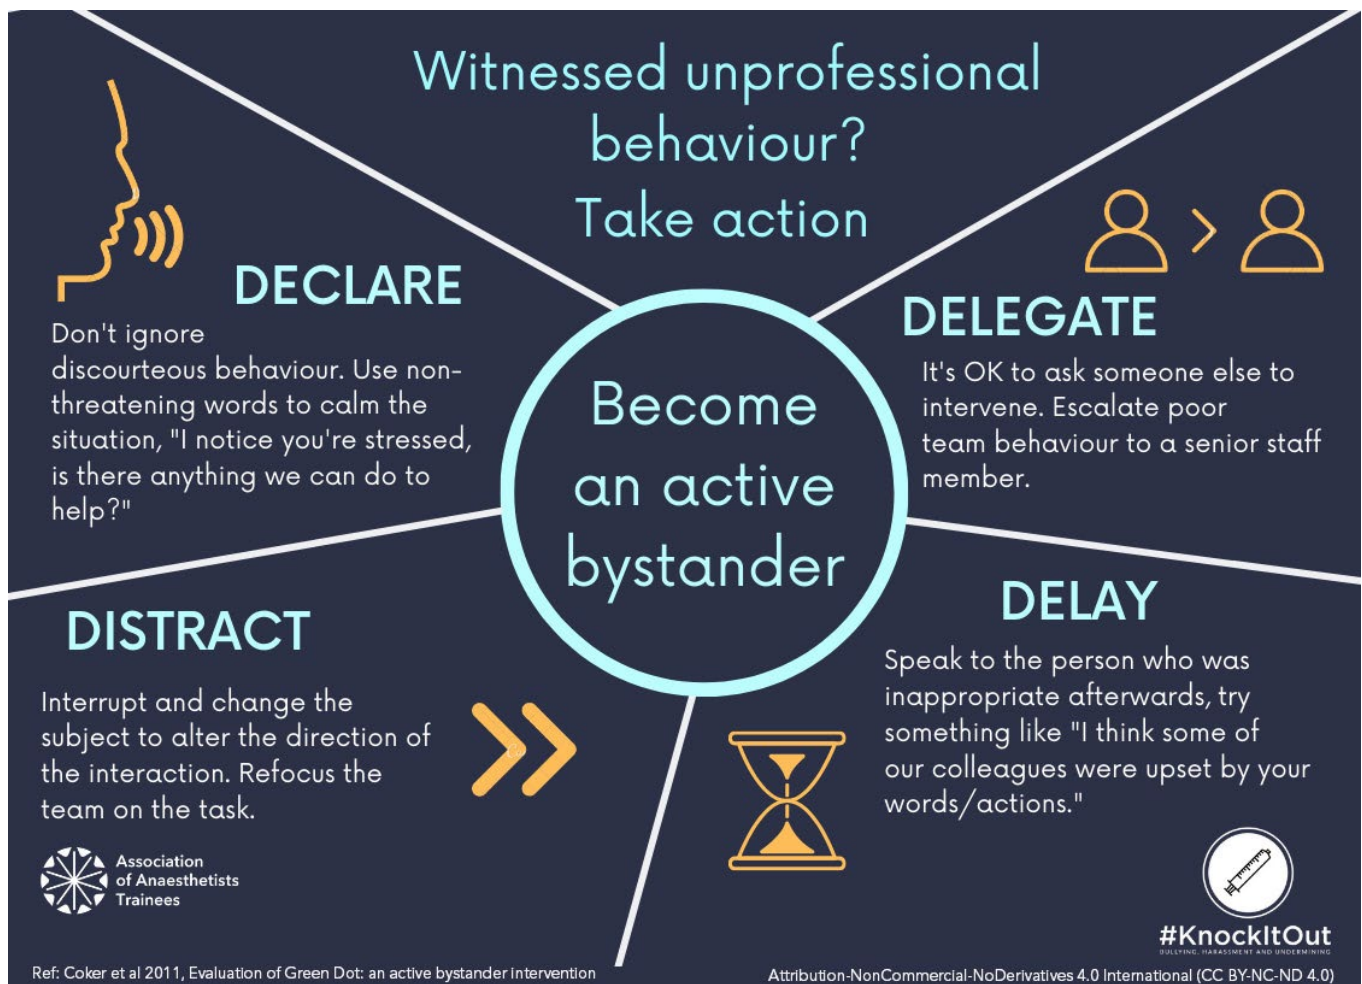 Witnessed unprofessional
behaviour?
Take action
DECLARE
Don't ignore
discourteous behaviour. Use non-
threatening words to calm the
situation, "I notice you're stressed,
is there anything we can do to
help?"
DELEGATE
It's OK to ask someone else to
intervene. Escalate poor
team behaviour to a senior staff
member.
Become
an active
bystander
DISTRACT
Interrupt and change the
subject to alter the direction of
the interaction. Refocus the
team on the task.
DELAY
Speak to the person who was
inappropriate afterwards, try
something like "I think some of
our colleagues were upset by your
words/actions."
Association
of Anaesthetists
Trainees
#KnockItOut
BULLYING, HARASSMENT AND UNDERMINING
Ref: Coker et al 2011, Evaluation of Green Dot: an active bystander intervention
Attribution-NonCommercial-NoDerivatives 4.0 International (CC BY-NC-ND 4.0)